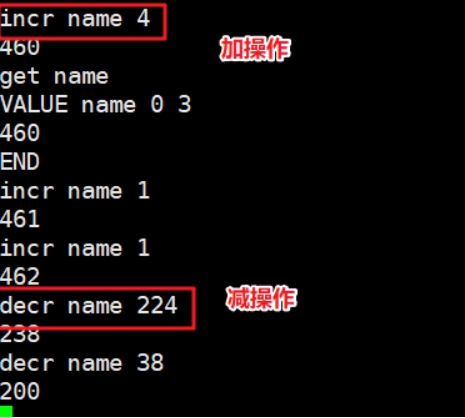 incr name 4
加操作
460
get name
VALUE name 0 3
460
END
incr name 1
461
incr name 1
462
decr name 224
减操作
238
decr name 38
200